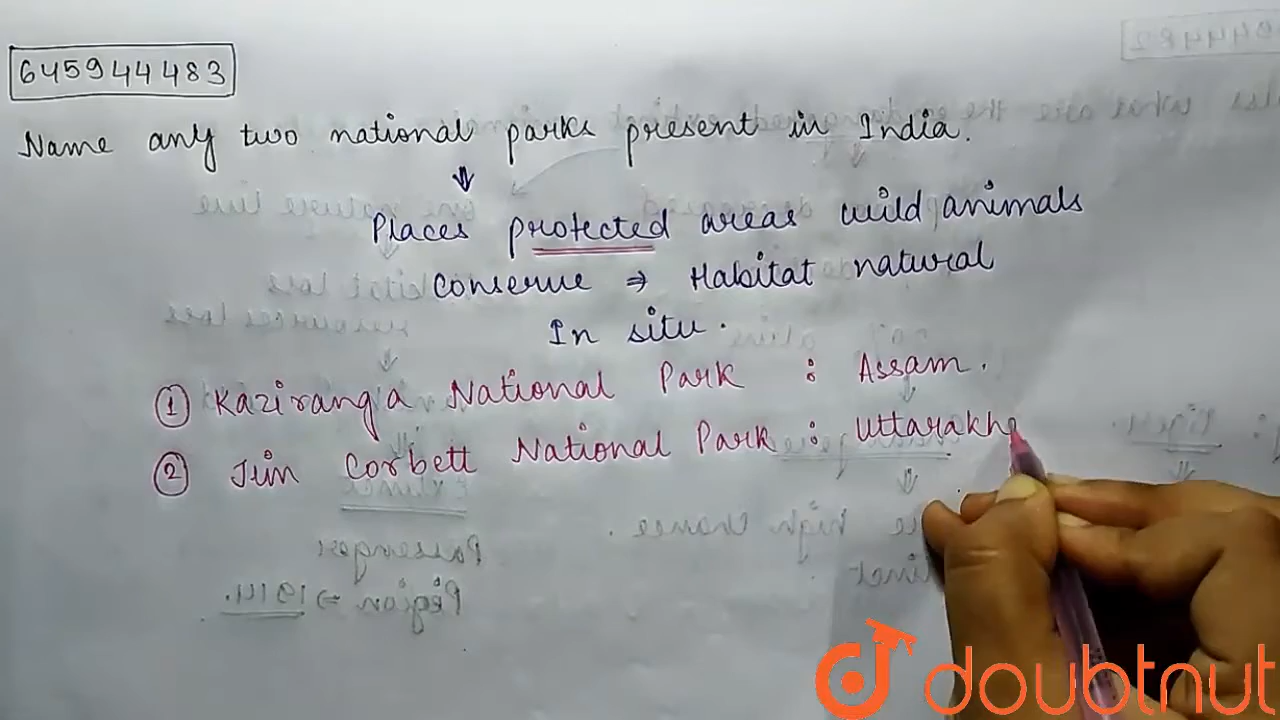 645944483
Name any two national parks present in India.
Places protected areas wild animals
conserve ⇒ Habitat natural
In situ.
① Kaziranga National Park : Assam.
② Jim Corbett National Park : Uttarakh
doubtnut